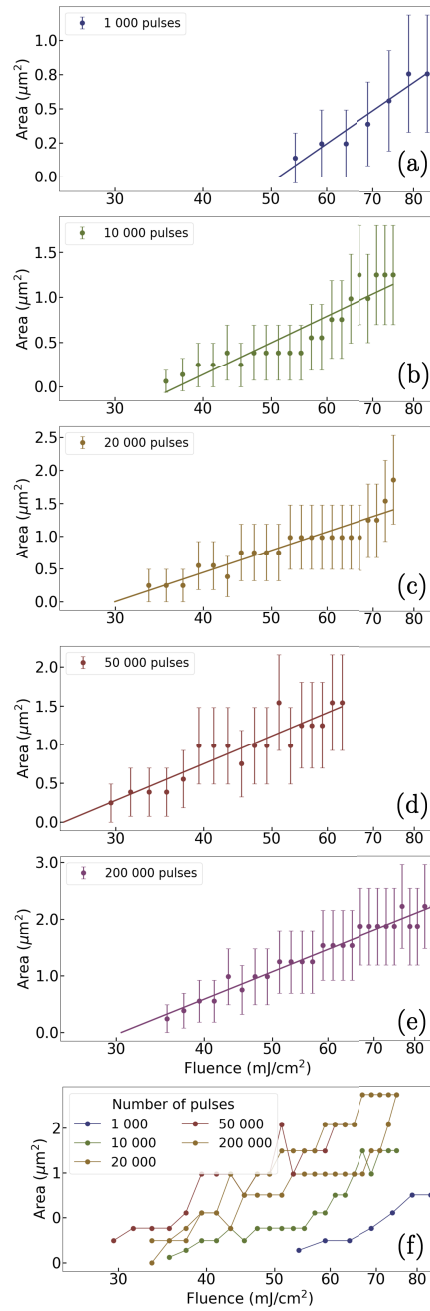 1 000 pulses
Area (μm²)
1.0
0.8
0.5
0.2
0.0
(a)
30 40 50 60 70 80
10 000 pulses
Area (μm²)
1.5
1.0
0.5
0.0
(b)
30 40 50 60 70 80
20 000 pulses
Area (μm²)
2.5
2.0
1.5
1.0
0.5
0.0
(c)
30 40 50 60 70 80
50 000 pulses
Area (μm²)
2.0
1.5
1.0
0.5
0.0
(d)
30 40 50 60 70 80
200 000 pulses
Area (μm²)
3.0
2.0
1.0
0.0
(e)
30 40 50 60 70 80
Fluence (mJ/cm²)
Number of pulses
1 000
10 000
20 000
50 000
200 000
Area (μm²)
2
1
0
0
(f)
30 40 50 60 70 80
Fluence (mJ/cm²)